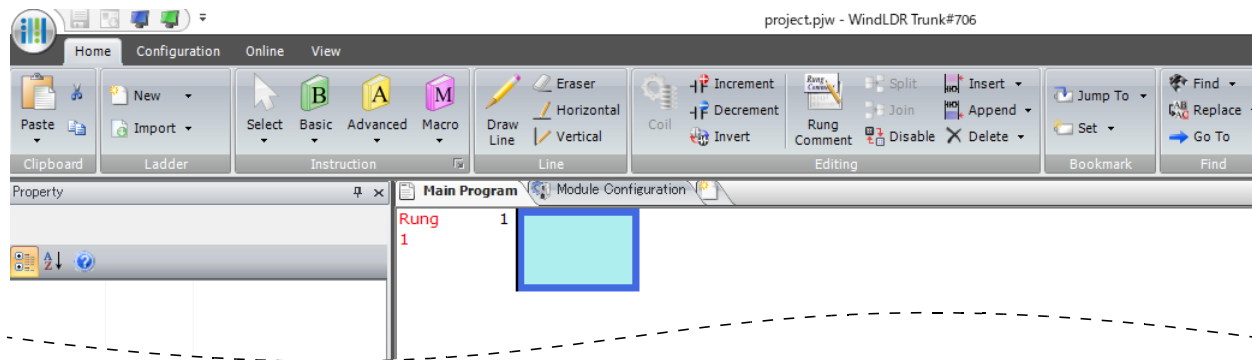 project.pjw - WindLDR Trunk#706
Home Configuration Online View
Paste
Clipboard
New
Import
Ladder
Select Basic Advanced Macro
B A M
Instruction
Draw Line
Eraser
Horizontal
Vertical
Line
Coil
Increment
Decrement
Invert
Rung Comment
Split
Join
Disable
Insert
Append
Delete
Editing
Jump To
Set
Bookmark
Find
Replace
Go To
Find
Property
Main Program Module Configuration
Rung 1
1